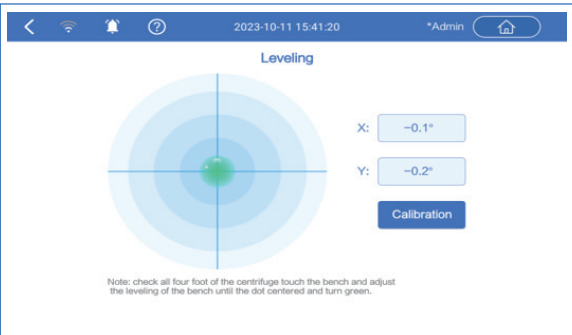 2023-10-11 15:41:20 *Admin
Leveling
X: -0.1°
Y: -0.2°
Calibration
Note: check all four foot of the centrifuge touch the bench and adjust
the leveling of the bench until the dot centered and turn green.